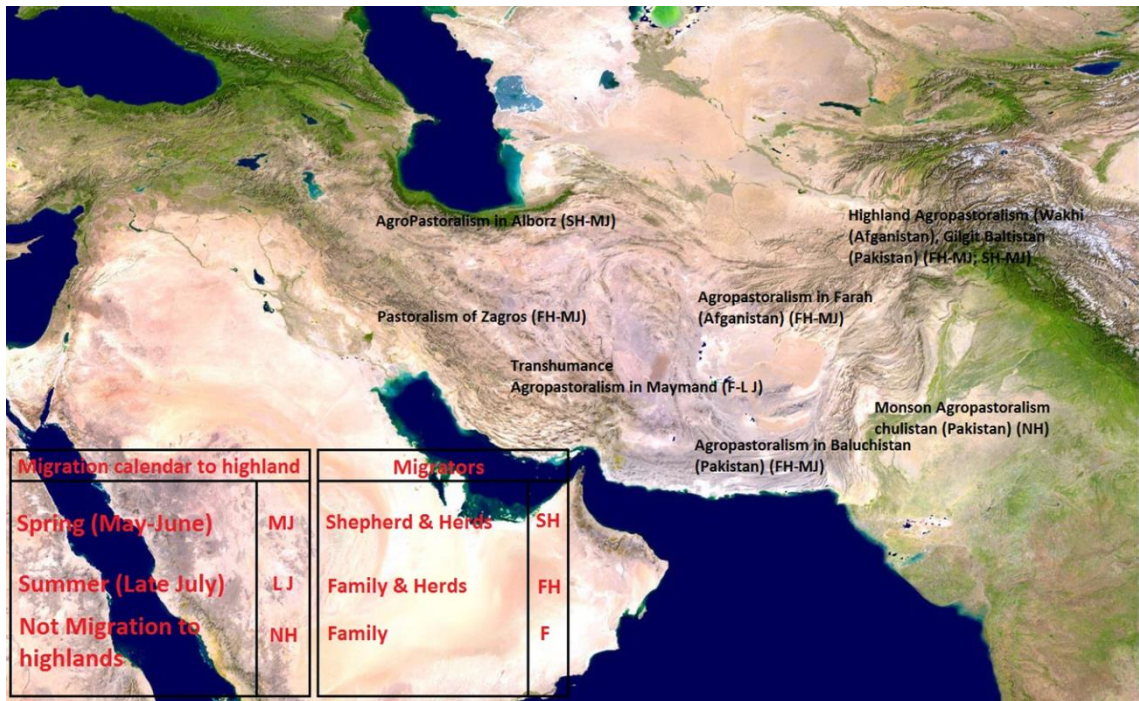 AgroPastoralism in Alborz (SH-MJ)
Highland Agropastoralism (Wakhi
(Afganistan), Gilgit Baltistan
(Pakistan) (FH-MJ; SH-MJ)
Agropastoralism in Farah
(Afganistan) (FH-MJ)
Pastoralism of Zagros (FH-MJ)
Transhumance
Agropastoralism in Maymand (F-L J)
Monson Agropastoralism
chulistan (Pakistan) (NH)
Agropastoralism in Baluchistan
(Pakistan) (FH-MJ)
Migration calendar to highland
Spring (May-June) MJ
Summer (Late July) L J
Not Migration to
highlands NH
Migrators
Shepherd & Herds SH
Family & Herds FH
Family F